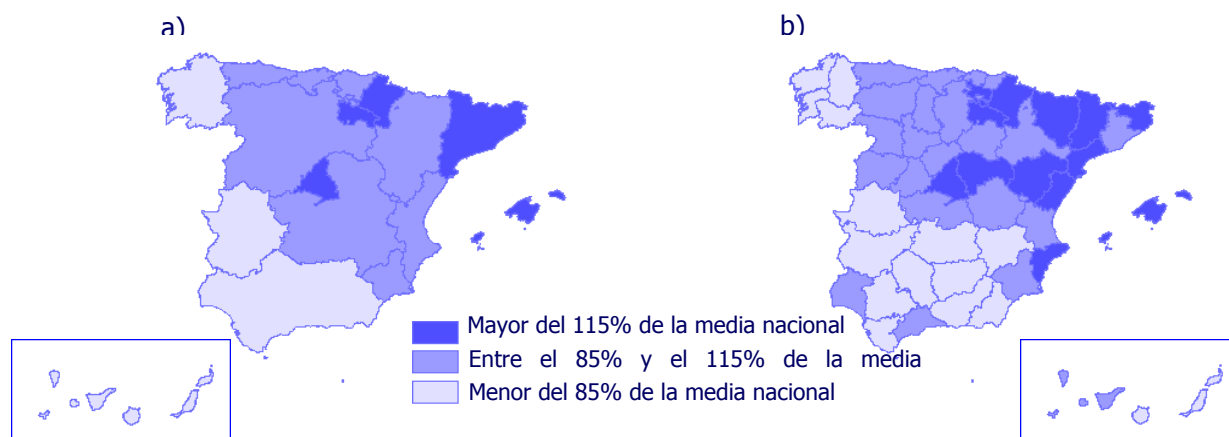 a)
b)
Mayor del 115% de la media nacional
Entre el 85% y el 115% de la media
Menor del 85% de la media nacional